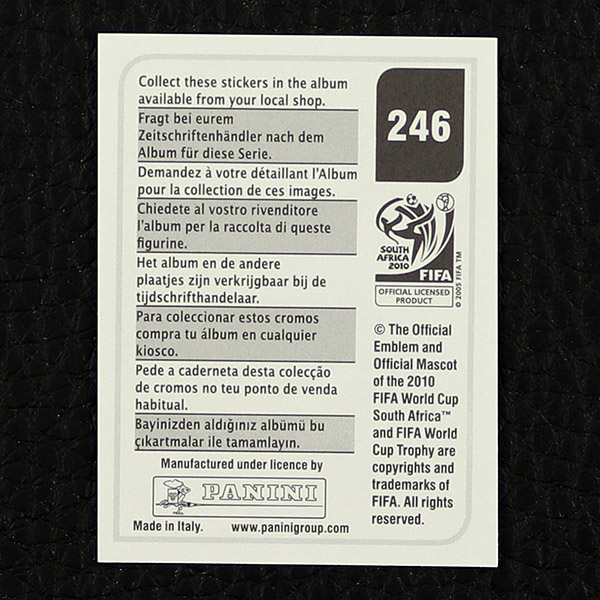 Collect these stickers in the album
available from your local shop.
Fragt bei eurem
Zeitschriftenhändler nach dem
Album für diese Serie.
Demandez à votre détaillant l'Album
pour la collection de ces images.
Chiedete al vostro rivenditore
l'album per la raccolta di queste
figurine.
Het album en de andere
plaatjes zijn verkrijgbaar bij de
tijdschrifthandelaar.
Para coleccionar estos cromos
compra tu álbum en cualquier
kiosco.
Pede a caderneta desta colecção
de cromos no teu ponto de venda
habitual.
Bayinizden aldığınız albümü bu
çıkartmalar ile tamamlayın.
Manufactured under licence by
PANINI
Made in Italy. www.paninigroup.com
246
SOUTH
AFRICA
2010
FIFA
OFFICIAL LICENSED
PRODUCT
© 2005 FIFA TM
© The Official
Emblem and
Official Mascot
of the 2010
FIFA World Cup
South Africa™
and FIFA World
Cup Trophy are
copyrights and
trademarks of
FIFA. All rights
reserved.